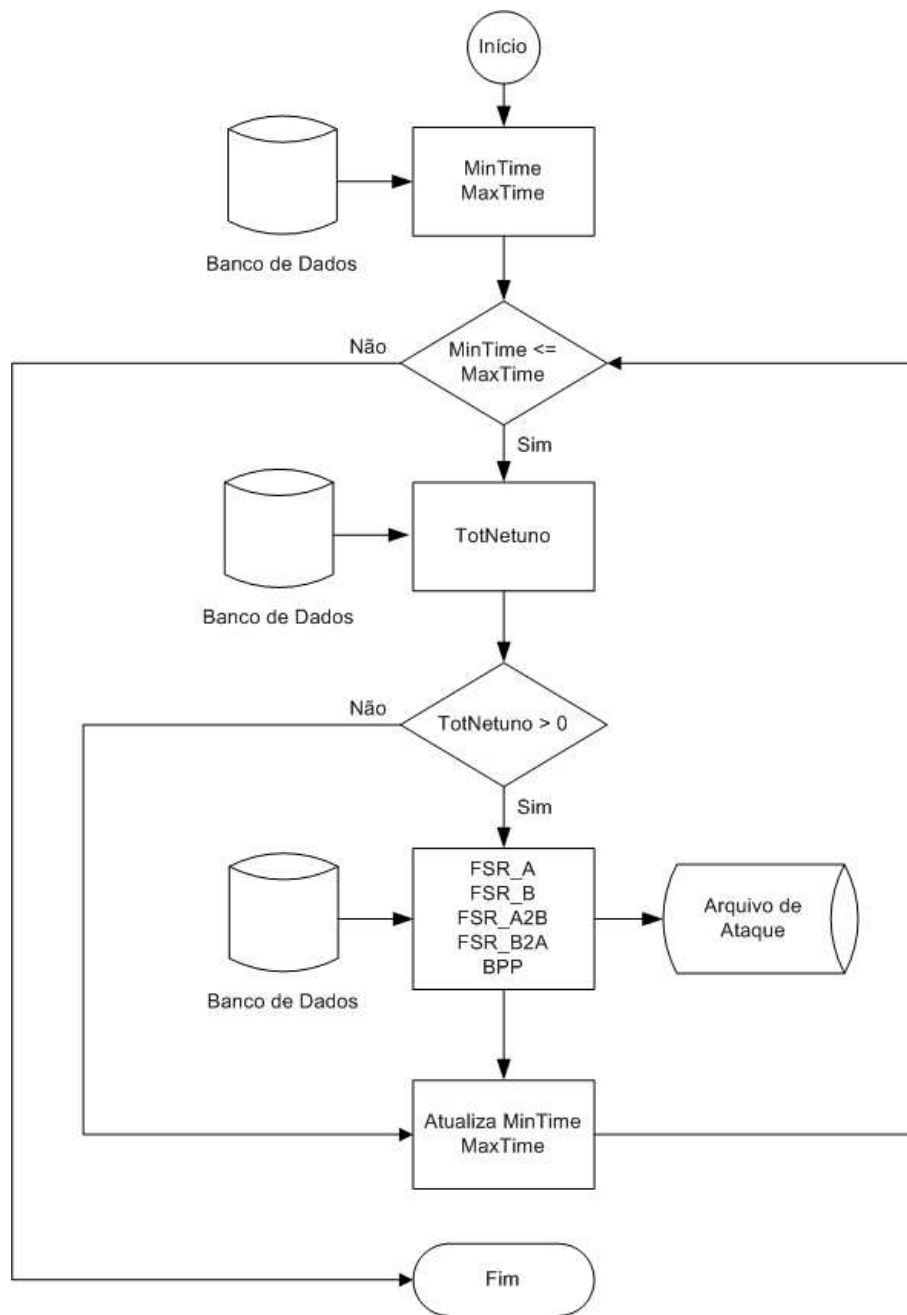 Início
MinTime
MaxTime
Banco de Dados
Não
MinTime <=
MaxTime
Sim
TotNetuno
Banco de Dados
Não
TotNetuno > 0
Sim
FSR_A
FSR_B
FSR_A2B
FSR_B2A
BPP
Arquivo de
Ataque
Banco de Dados
Atualiza MinTime
MaxTime
Fim